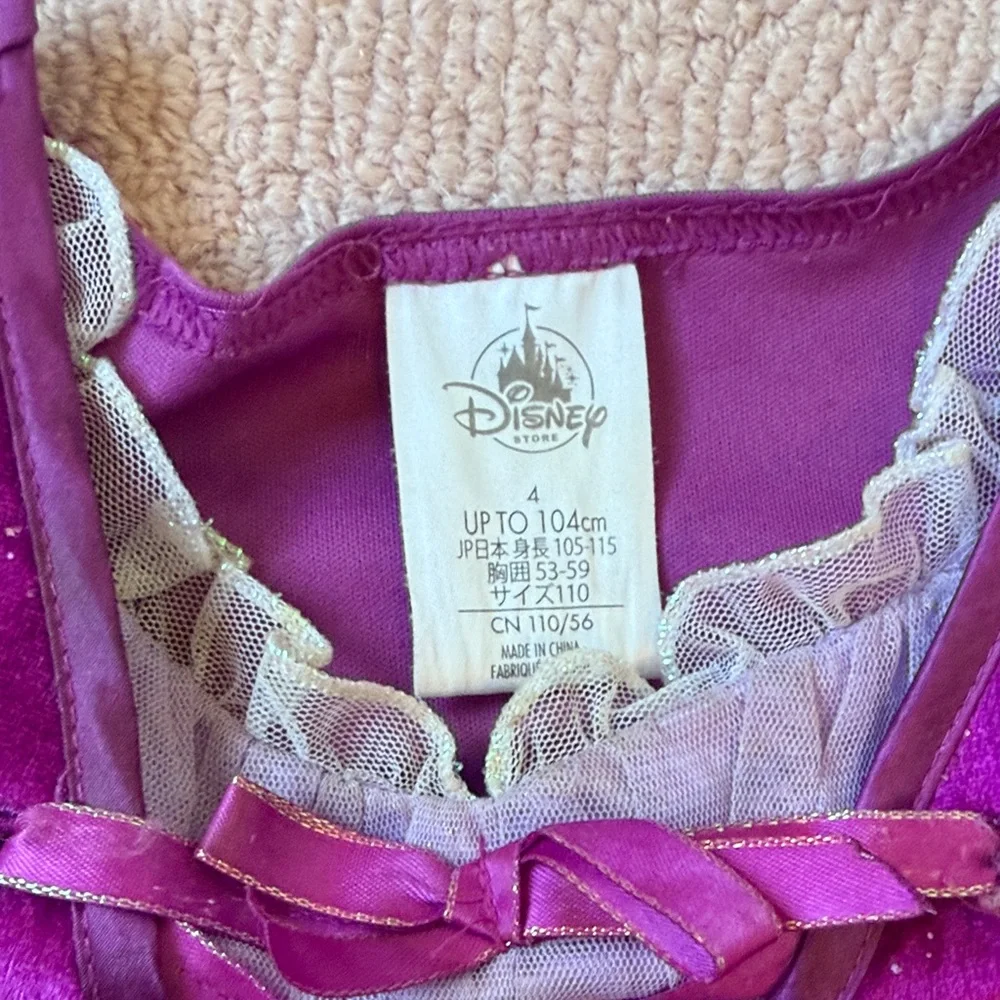 Disney
STORE
4
UP TO 104cm
JP日本 身長 105-115
胸囲 53-59
サイズ110
CN 110/56
MADE IN CHINA